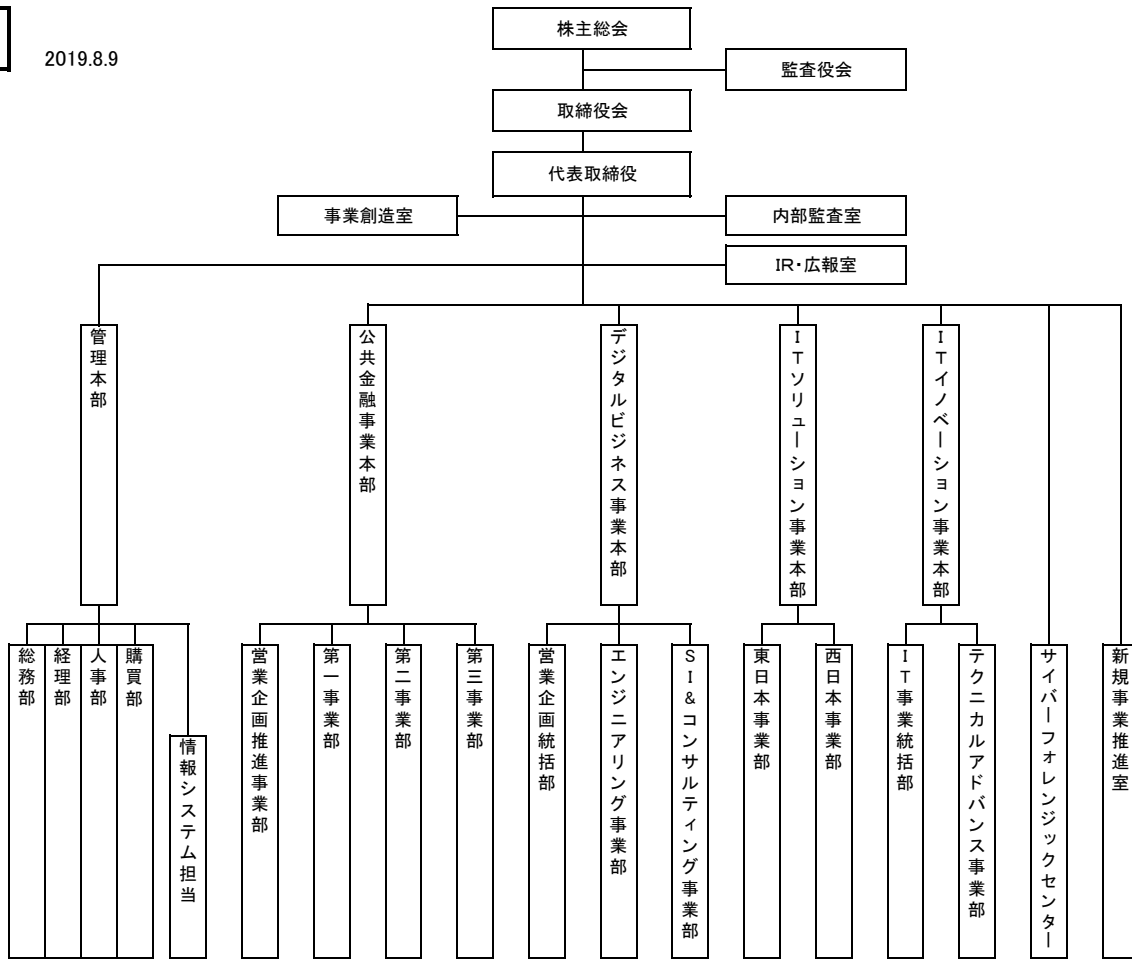 株主総会
2019.8.9
監査役会
取締役会
代表取締役
事業創造室
内部監査室
IR・広報室
管理本部
公共金融事業本部
デジタルビジネス事業本部
ITソリューション事業本部
ITイノベーション事業本部
総務部
経理部
人事部
購買部
情報システム担当
営業企画推進事業部
第一事業部
第二事業部
第三事業部
営業企画統括部
エンジニアリング事業部
SI&コンサルティング事業部
東日本事業部
西日本事業部
IT事業統括部
テクニカルアドバンス事業部
サイバーフォレンジックセンター
新規事業推進室